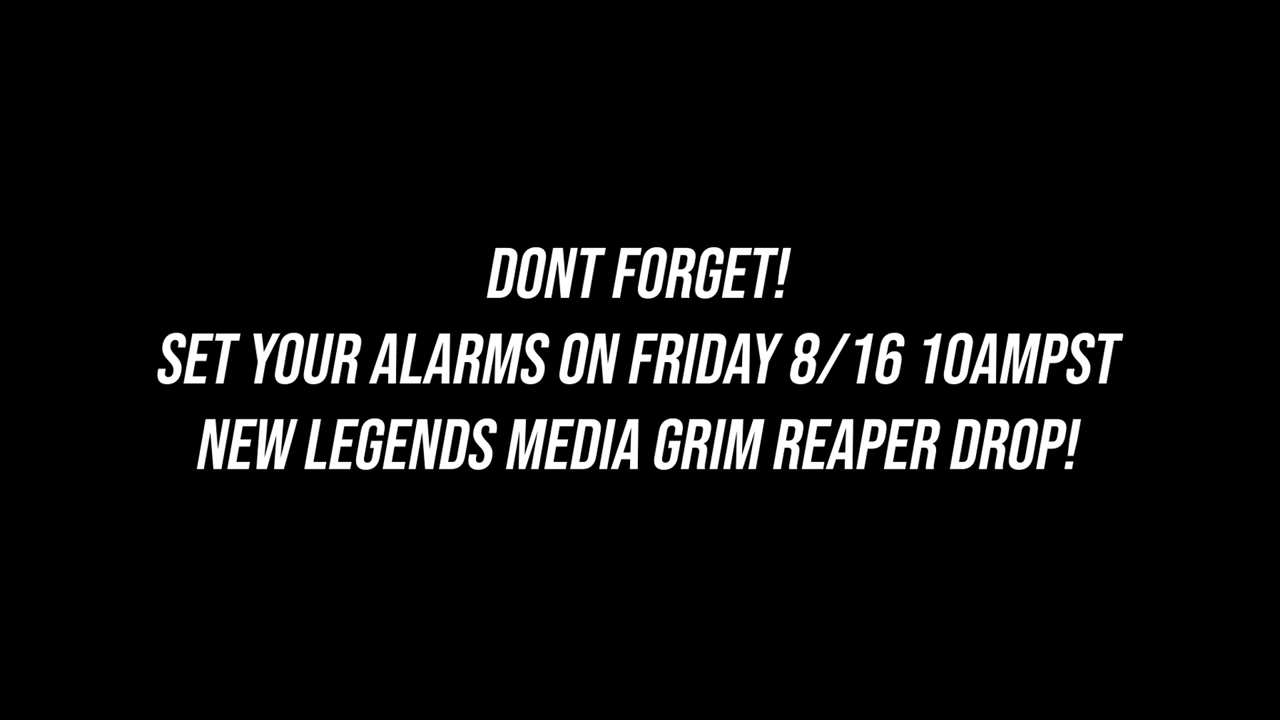 DONT FORGET!
SET YOUR ALARMS ON FRIDAY 8/16 10AMPST
NEW LEGENDS MEDIA GRIM REAPER DROP!